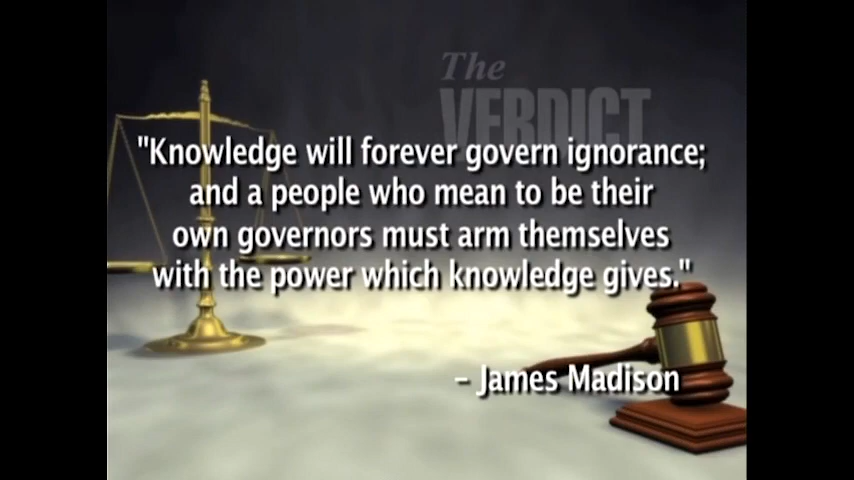 The
VERDICT
"Knowledge will forever govern ignorance;
and a people who mean to be their
own governors must arm themselves
with the power which knowledge gives."
– James Madison